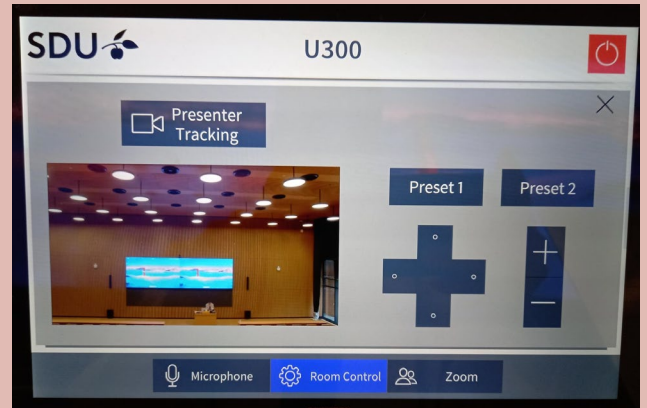 SDU
U300
Presenter
Tracking
Preset 1
Preset 2
Microphone
Room Control
Zoom